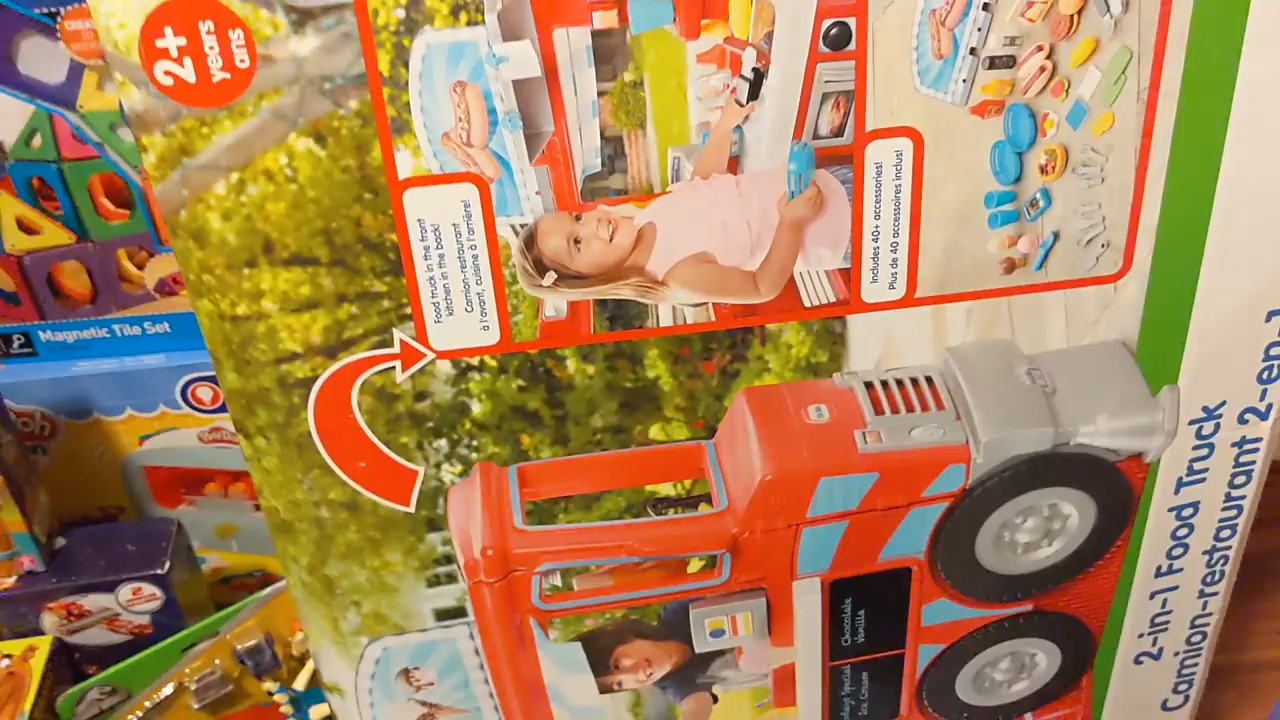 2+
years
ans
Food truck in the front
kitchen in the back!
Camion-restaurant
à l'avant, cuisine à l'arrière!
Includes 40+ accessories!
Plus de 40 accessoires inclus!
Magnetic Tile Set
Chocolate
Vanilla
Special
Ice Cream
2-in-1 Food Truck
Camion-restaurant 2-en-1